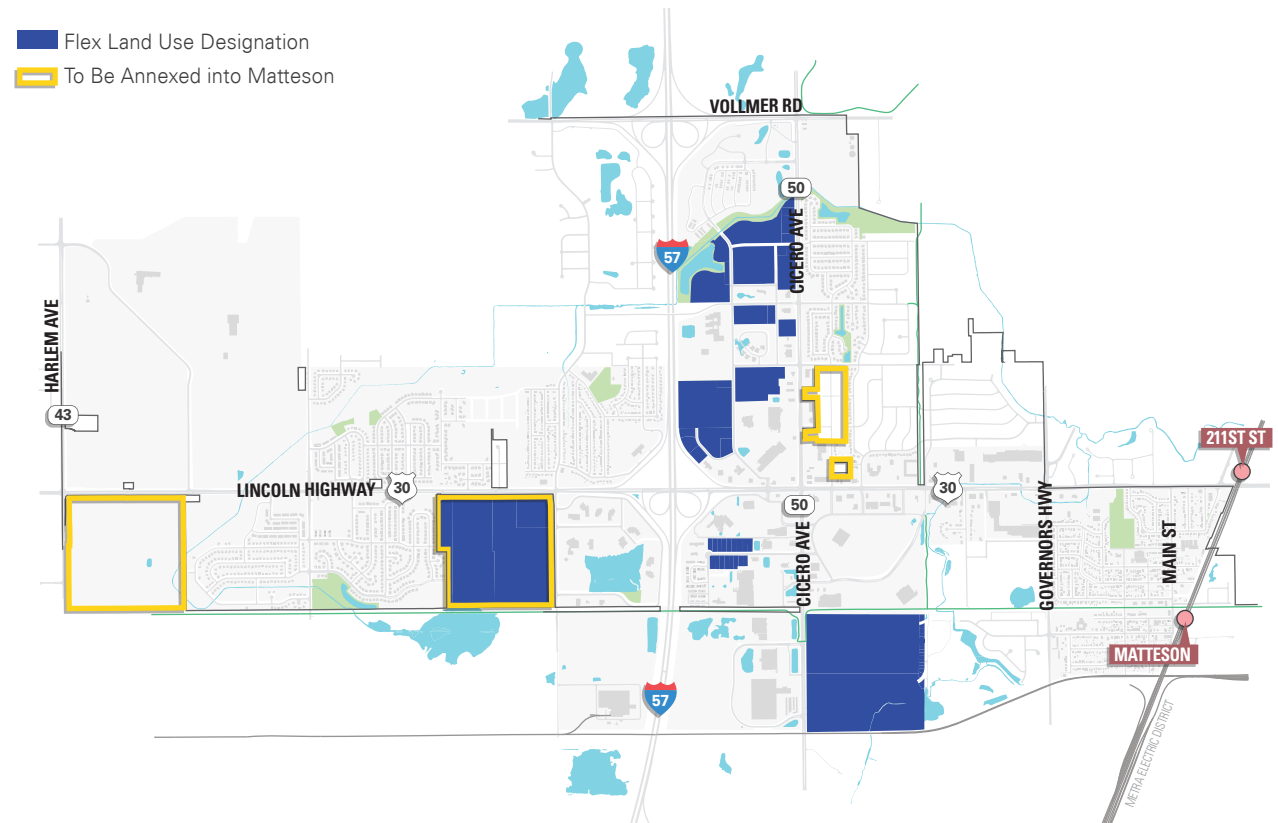 Flex Land Use Designation
To Be Annexed into Matteson
VOLLMER RD
50
CICERO AVE
57
HARLEM AVE
43
211ST ST
LINCOLN HIGHWAY
30
30
50
CICERO AVE
GOVERNORS HWY
MAIN ST
MATTESON
57
METRA ELECTRIC DISTRICT